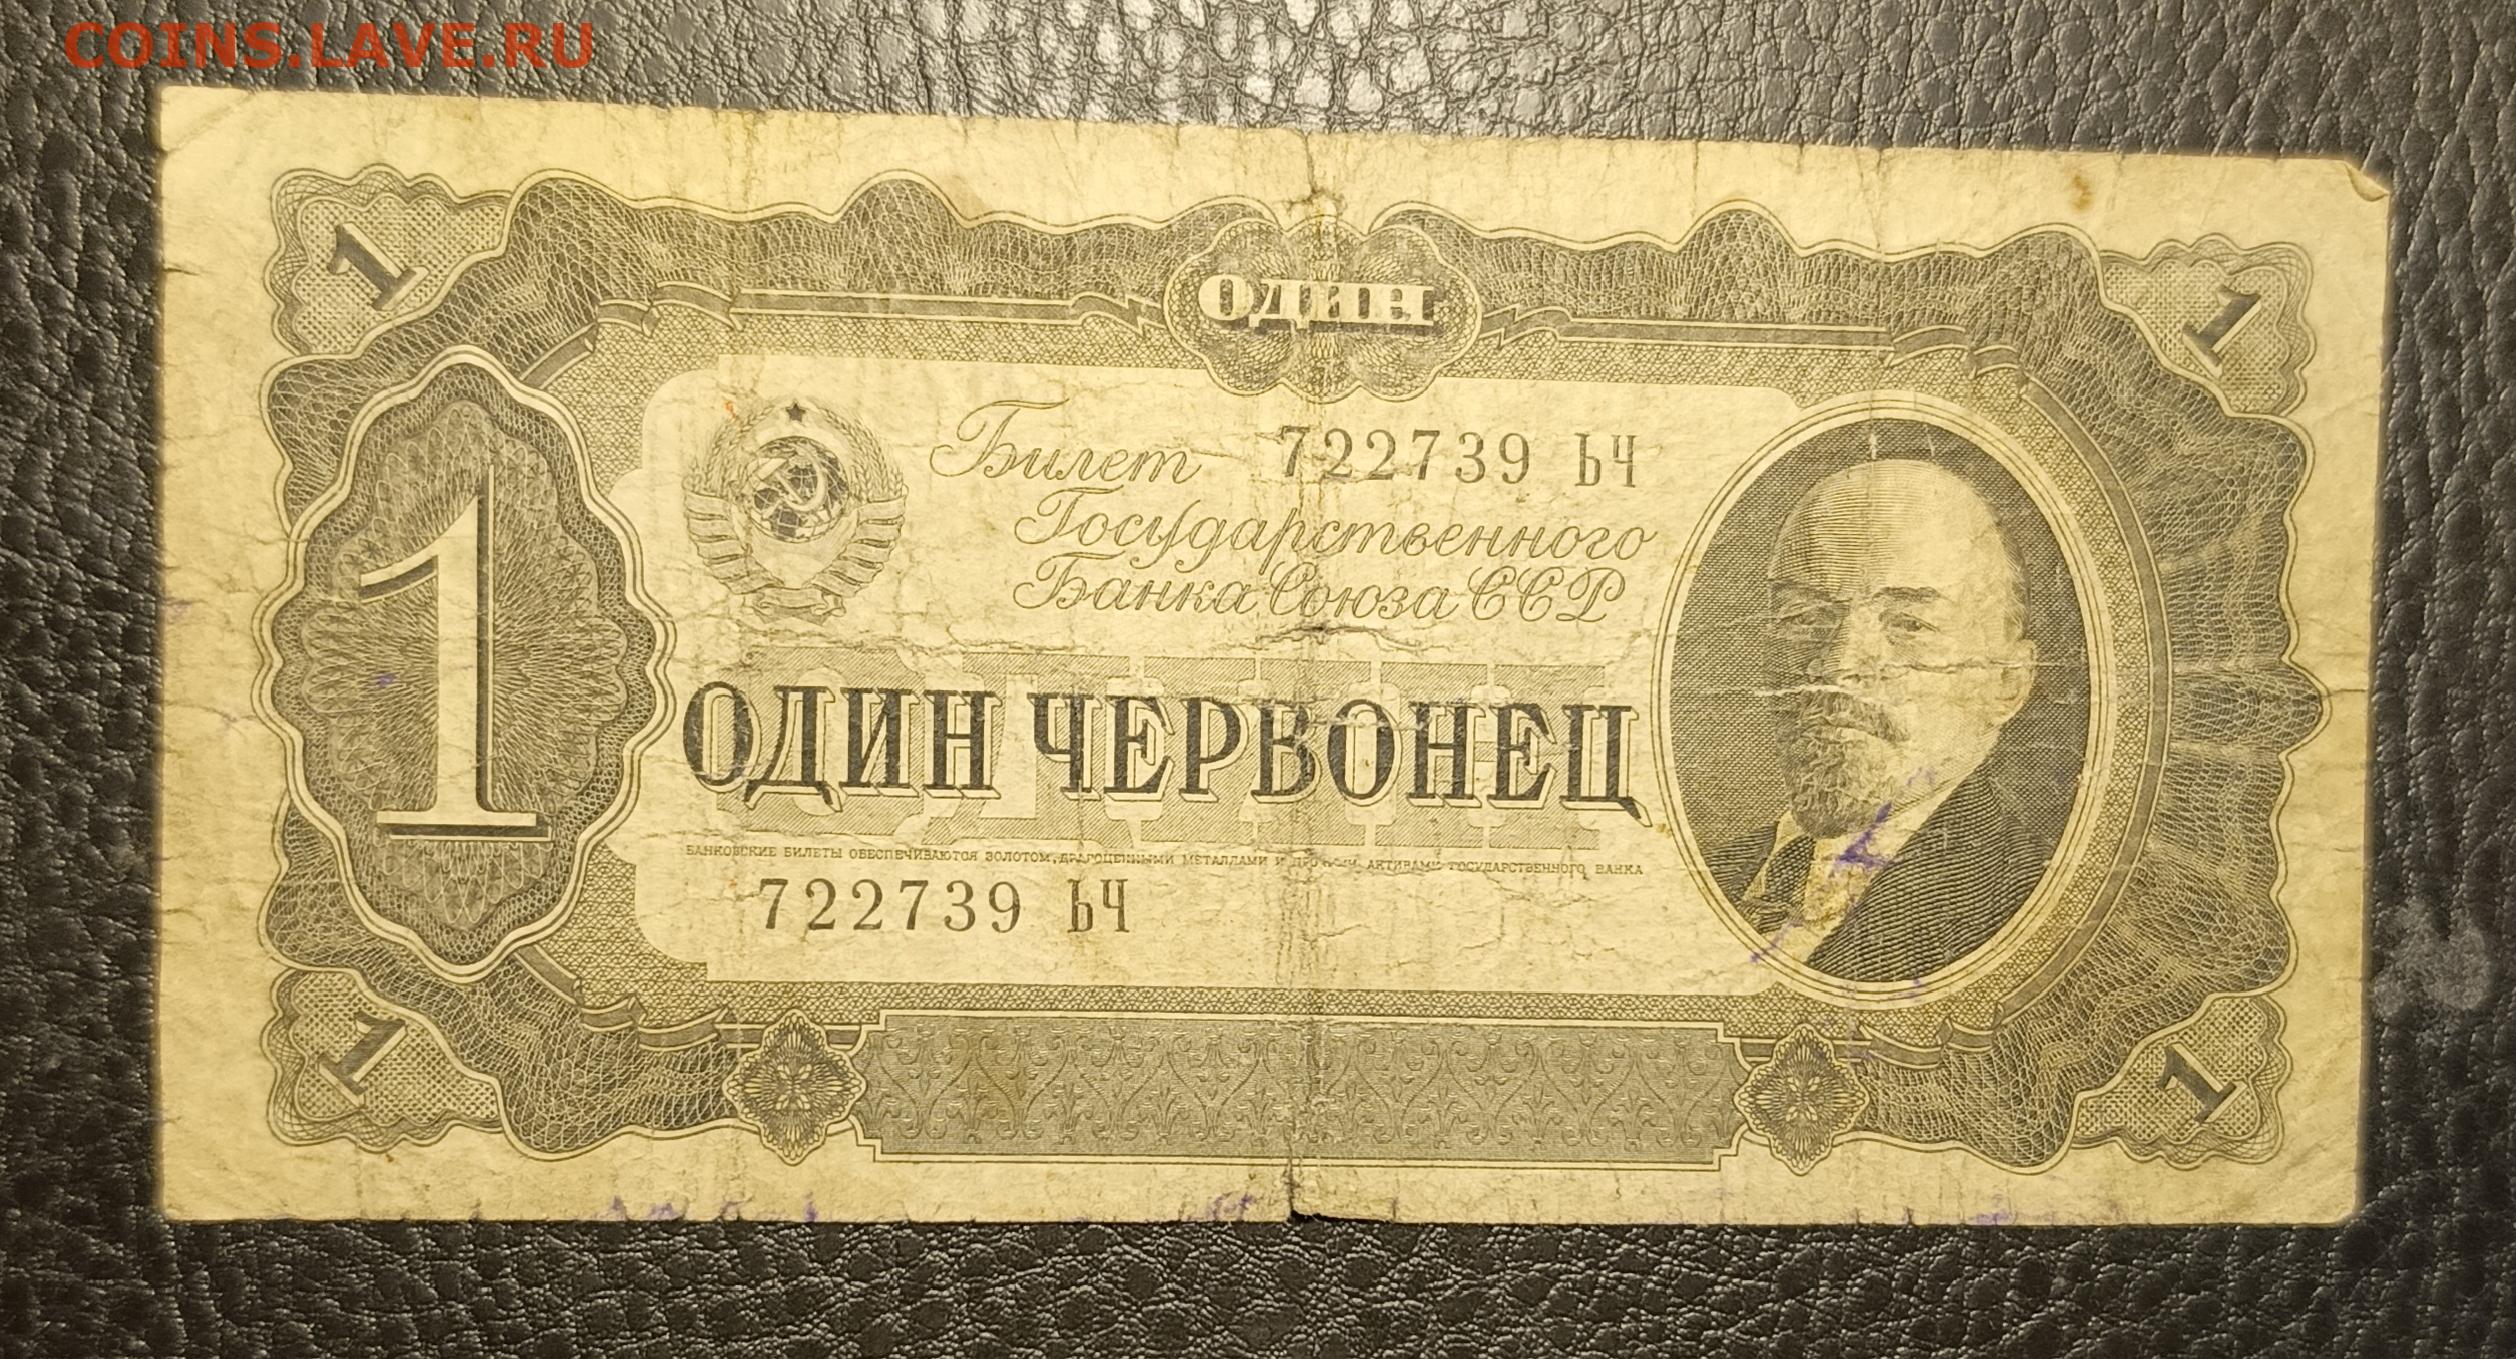 COINS.LAVE.RU
1
1
ОДИН
Билет 722739 ЬЧ
Государственного
Банка Союза ССР
1
ОДИН
ОДИН ЧЕРВОНЕЦ
БАНКОВСКИЕ БИЛЕТЫ ОБЕСПЕЧИВАЮТСЯ ЗОЛОТОМ, ДРАГОЦЕННЫМИ МЕТАЛЛАМИ И ПРОЧИМИ АКТИВАМИ ГОСУДАРСТВЕННОГО БАНКА
722739 ЬЧ
1
1